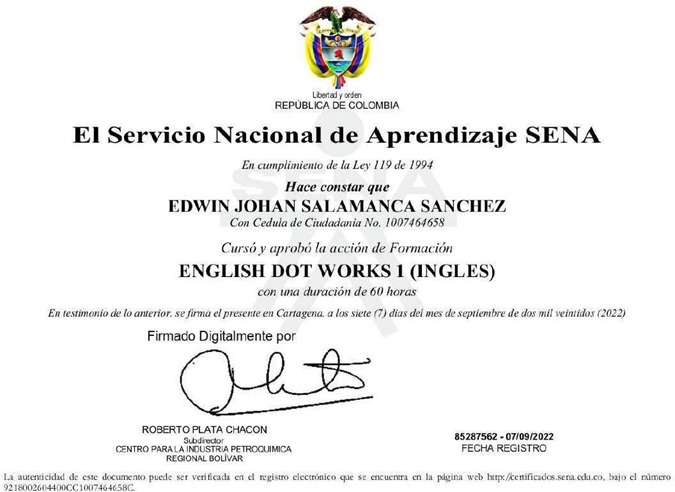 Libertad y orden
REPÚBLICA DE COLOMBIA
El Servicio Nacional de Aprendizaje SENA
En cumplimiento de la Ley 119 de 1994
SENA
Hace constar que
EDWIN JOHAN SALAMANCA SANCHEZ
Con Cedula de Ciudadania No. 1007464658
Cursó y aprobó la acción de Formación
ENGLISH DOT WORKS 1 (INGLES)
con una duración de 60 horas
En testimonio de lo anterior, se firma el presente en Cartagena, a los siete (7) dias del mes de septiembre de dos mil veintidos (2022)
Firmado Digitalmente por
ROBERTO PLATA CHACON
Subdirector
CENTRO PARA LA INDUSTRIA PETROQUIMICA
REGIONAL BOLÍVAR
85287562 - 07/09/2022
FECHA REGISTRO
La autenticidad de este documento puede ser verificada en el registro electrónico que se encuentra en la página web http://certificados.sena.edu.co, bajo el número
9218002604400CC1007464658C.